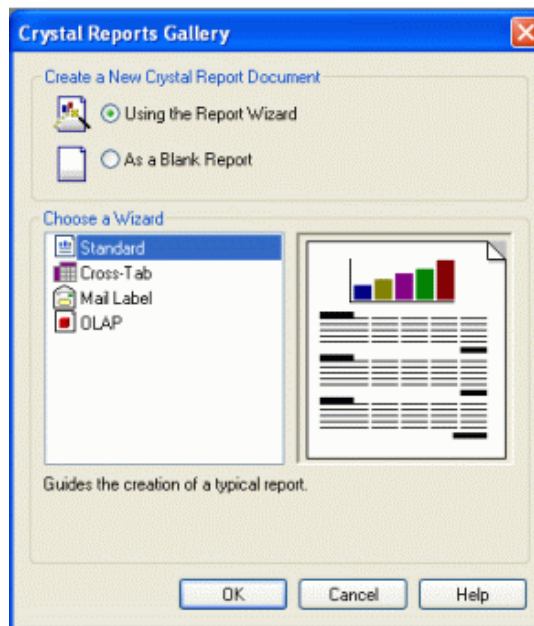 Crystal Reports Gallery
Create a New Crystal Report Document
Using the Report Wizard
As a Blank Report
Choose a Wizard
Standard
Cross-Tab
Mail Label
OLAP
Guides the creation of a typical report.
OK Cancel Help